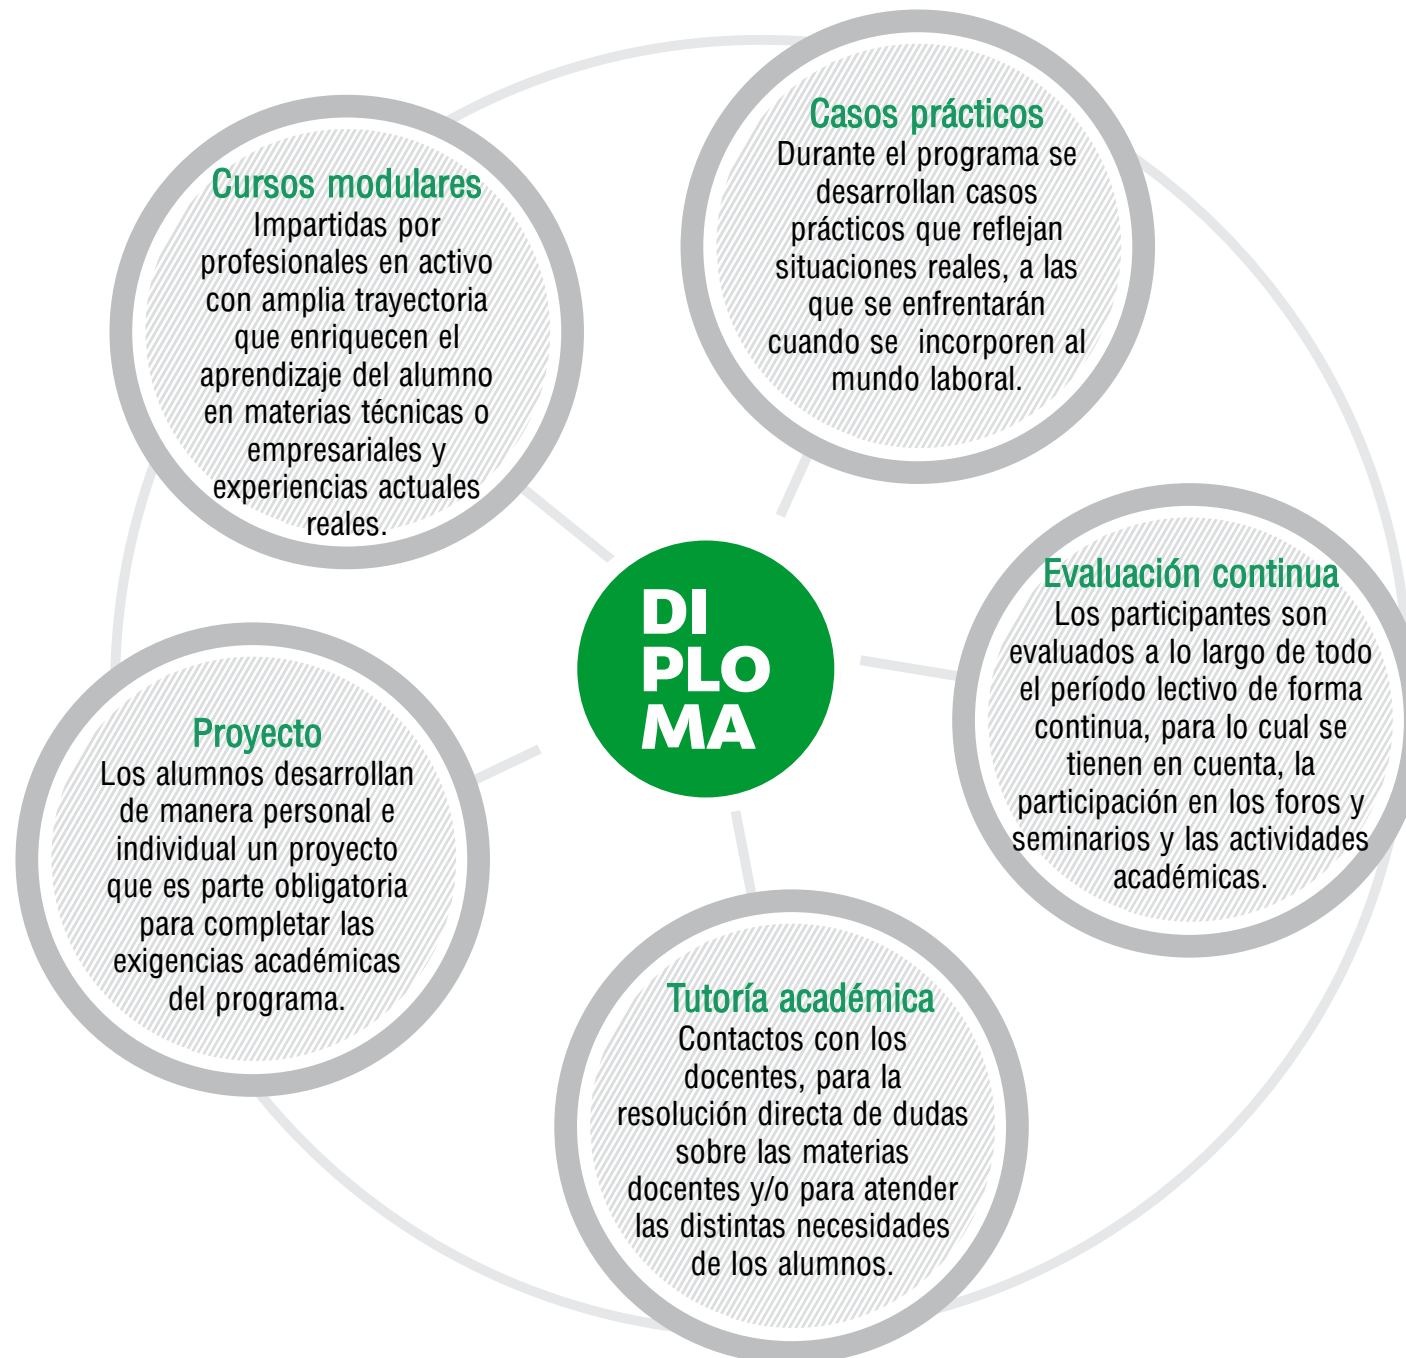 Casos prácticos
Durante el programa se
desarrollan casos
prácticos que reflejan
situaciones reales, a las
que se enfrentarán
cuando se  incorporen al
mundo laboral.
Cursos modulares
Impartidas por
profesionales en activo
con amplia trayectoria
que enriquecen el
aprendizaje del alumno
en materias técnicas o
empresariales y
experiencias actuales
reales.
Evaluación continua
Los participantes son
evaluados a lo largo de todo
el período lectivo de forma
continua, para lo cual se
tienen en cuenta, la
participación en los foros y
seminarios y las actividades
académicas.
DI
PLO
MA
Proyecto
Los alumnos desarrollan
de manera personal e
individual un proyecto
que es parte obligatoria
para completar las
exigencias académicas
del programa.
Tutoría académica
Contactos con los
docentes, para la
resolución directa de dudas
sobre las materias
docentes y/o para atender
las distintas necesidades
de los alumnos.